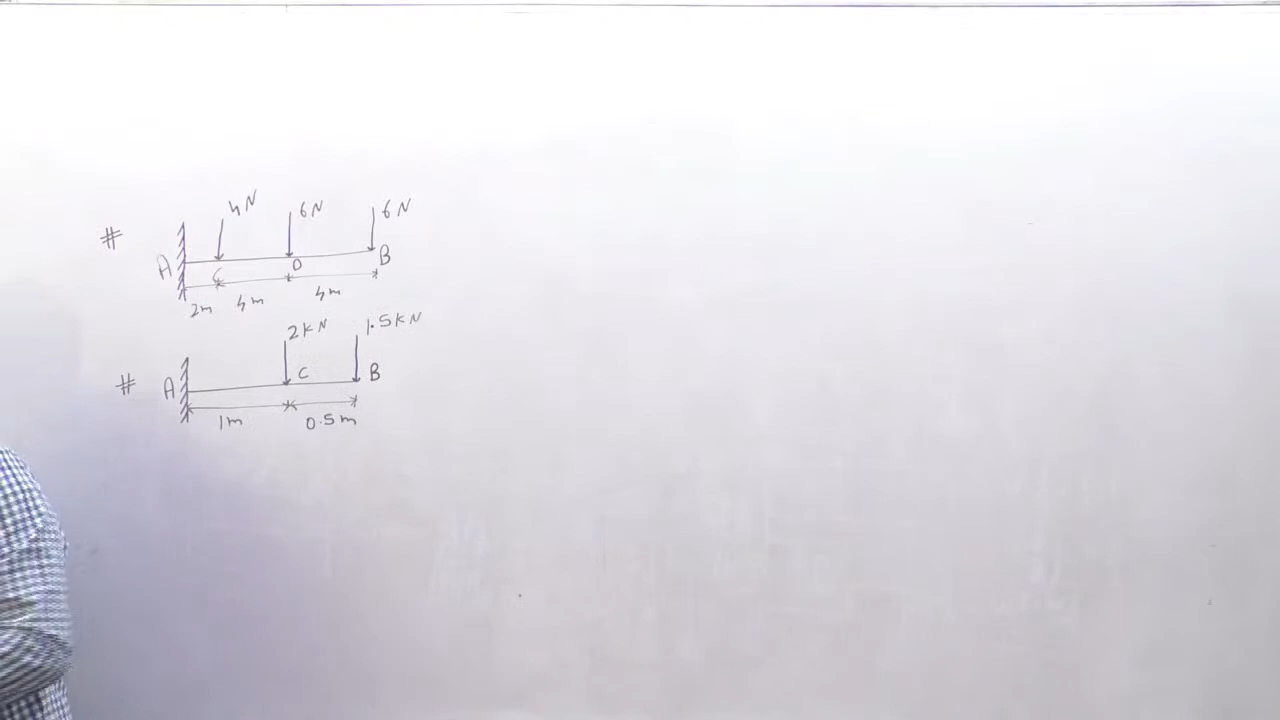 4N 6N 6N
# A C D B
2m 4m 4m
2kN 1.5kN
# A C B
1m 0.5m